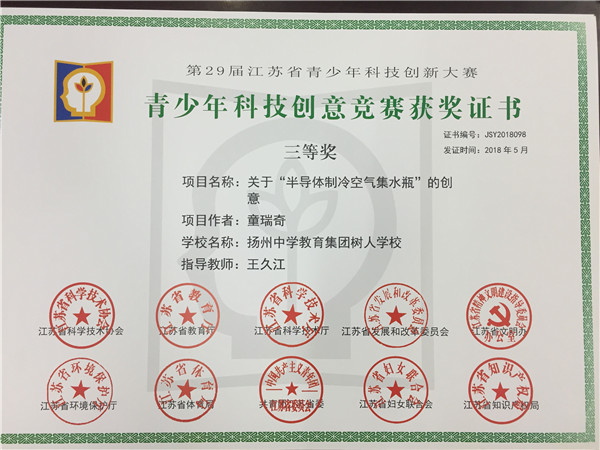 第29届江苏省青少年科技创新大赛
青少年科技创意竞赛获奖证书
证书编号：JSY2018098
发证时间：2018 年 5 月
三等奖
项目名称：关于“半导体制冷空气集水瓶”的创
意
项目作者：童瑞奇
学校名称：扬州中学教育集团树人学校
指导教师：王久江
江苏省科学技术协会
江苏省教育厅
江苏省科学技术厅
江苏省发展和改革委员会
江苏省文明办
江苏省环境保护厅
江苏省体育局
共青团江苏省委
江苏省妇女联合会
江苏省知识产权局